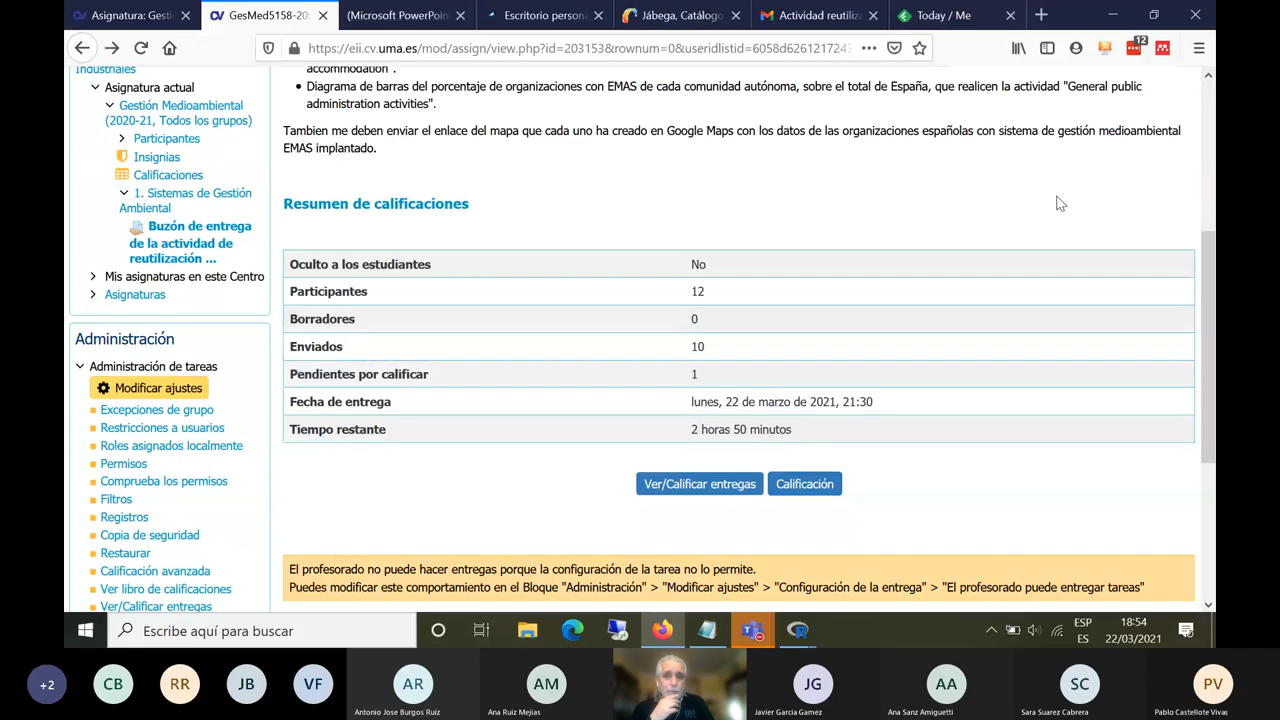 Asignatura: Gesti
GesMed5158-20
(Microsoft PowerPoin
Escritorio person
Jábega, Catálogo
Actividad reutiliz
Today / Me
https://eii.cv.uma.es/mod/assign/view.php?id=203153&rownum=0&useridlistid=6058d6261217243
12
Industriales
Asignatura actual
Gestión Medioambiental
(2020-21, Todos los grupos)
Participantes
Insignias
Calificaciones
1. Sistemas de Gestión
Ambiental
Buzón de entrega
de la actividad de
reutilización ...
Mis asignaturas en este Centro
Asignaturas
Administración
Administración de tareas
Modificar ajustes
Excepciones de grupo
Restricciones a usuarios
Roles asignados localmente
Permisos
Comprueba los permisos
Filtros
Registros
Copia de seguridad
Restaurar
Calificación avanzada
Ver libro de calificaciones
Ver/Calificar entregas
accommodation".
Diagrama de barras del porcentaje de organizaciones con EMAS de cada comunidad autónoma, sobre el total de España, que realicen la actividad "General public
administration activities".
Tambien me deben enviar el enlace del mapa que cada uno ha creado en Google Maps con los datos de las organizaciones españolas con sistema de gestión medioambiental
EMAS implantado.
Resumen de calificaciones
Oculto a los estudiantes No
Participantes 12
Borradores 0
Enviados 10
Pendientes por calificar 1
Fecha de entrega lunes, 22 de marzo de 2021, 21:30
Tiempo restante 2 horas 50 minutos
Ver/Calificar entregas Calificación
El profesorado no puede hacer entregas porque la configuración de la tarea no lo permite.
Puedes modificar este comportamiento en el Bloque "Administración" > "Modificar ajustes" > "Configuración de la entrega" > "El profesorado puede entregar tareas"
Escribe aquí para buscar
ESP
ES
18:54
22/03/2021
+2
CB
RR
JB
VF
AR
Antonio Jose Burgos Ruiz
AM
Ana Ruiz Mejias
JG
Javier Garcia Gamez
AA
Ana Sanz Amiguetti
SC
Sara Suarez Cabrera
PV
Pablo Castellote Vivas